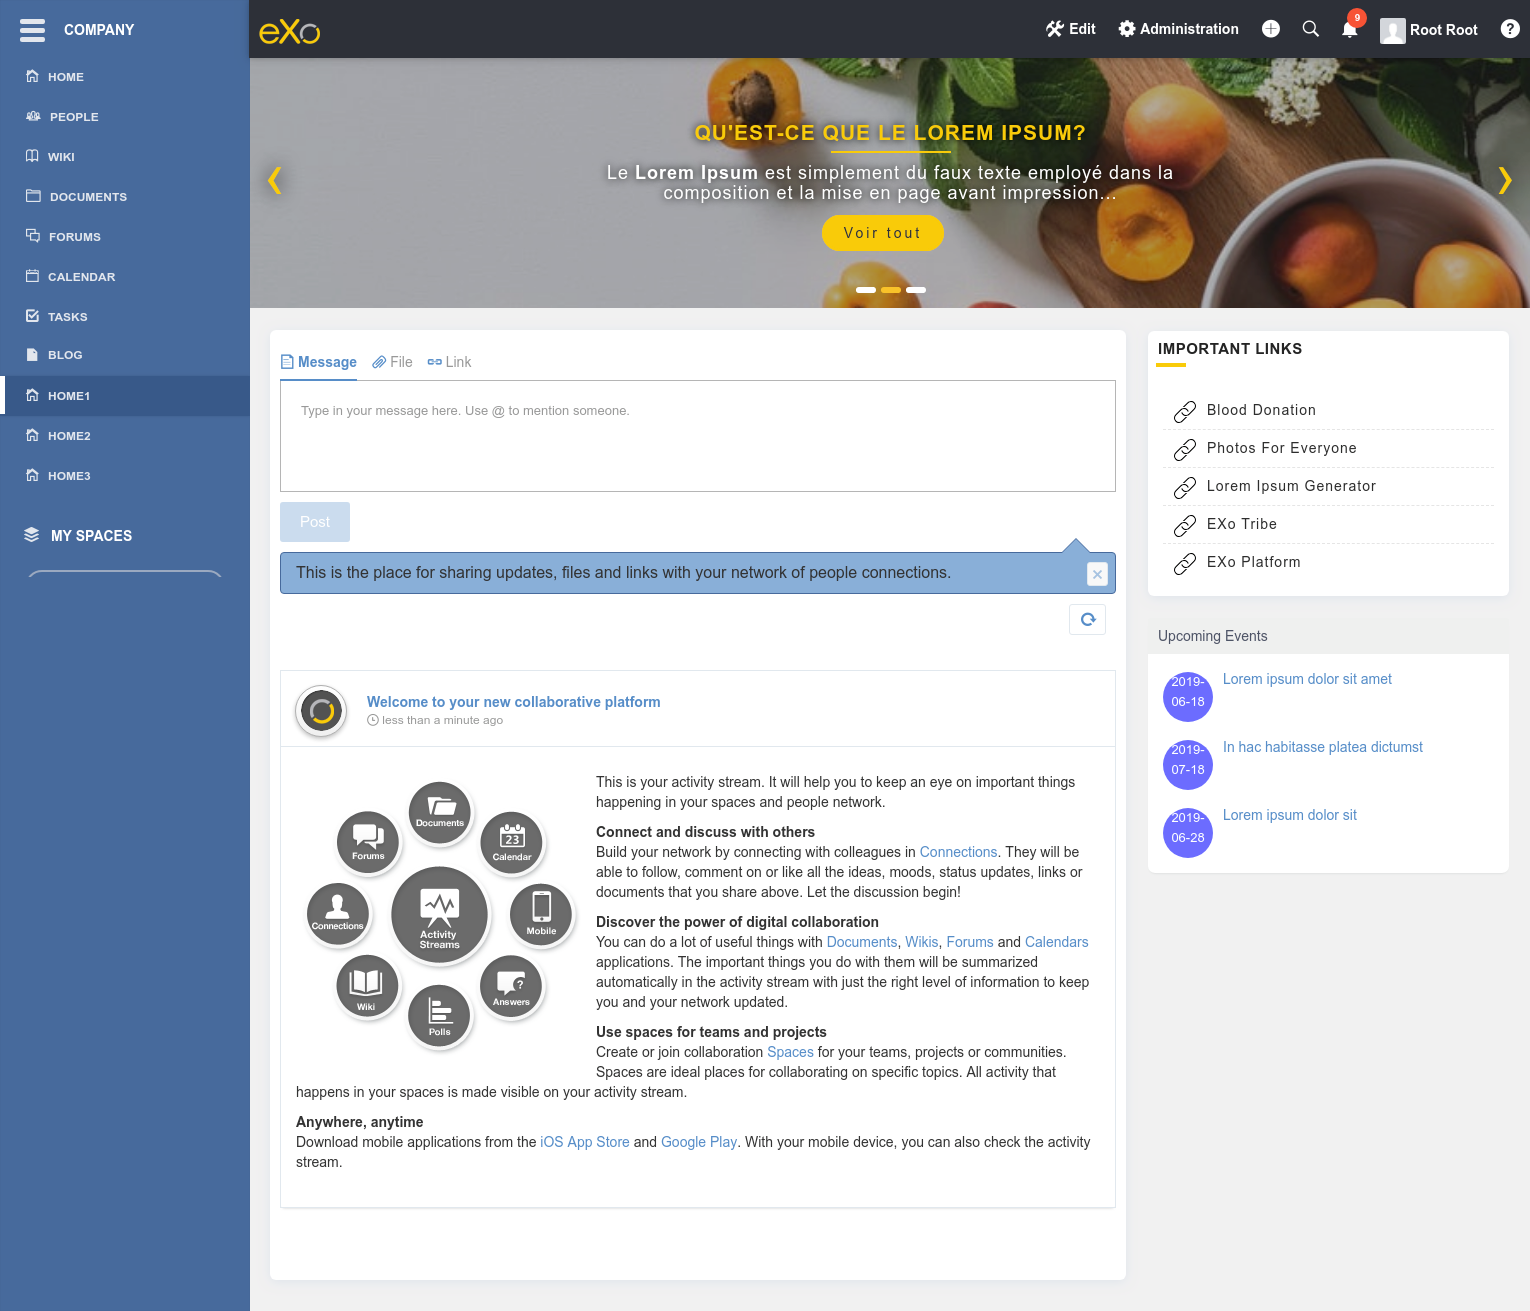 COMPANY
HOME
PEOPLE
WIKI
DOCUMENTS
FORUMS
CALENDAR
TASKS
BLOG
HOME1
HOME2
HOME3
MY SPACES
eXo
Edit
Administration
9
Root Root
?
QU'EST-CE QUE LE LOREM IPSUM?
Le Lorem Ipsum est simplement du faux texte employé dans la
composition et la mise en page avant impression...
Voir tout
Message
File
Link
Type in your message here. Use @ to mention someone.
Post
This is the place for sharing updates, files and links with your network of people connections.
Welcome to your new collaborative platform
less than a minute ago
Documents
Forums
23
Calendar
Connections
Activity
Streams
Mobile
Wiki
?
Answers
Polls
This is your activity stream. It will help you to keep an eye on important things
happening in your spaces and people network.
Connect and discuss with others
Build your network by connecting with colleagues in Connections. They will be
able to follow, comment on or like all the ideas, moods, status updates, links or
documents that you share above. Let the discussion begin!
Discover the power of digital collaboration
You can do a lot of useful things with Documents, Wikis, Forums and Calendars
applications. The important things you do with them will be summarized
automatically in the activity stream with just the right level of information to keep
you and your network updated.
Use spaces for teams and projects
Create or join collaboration Spaces for your teams, projects or communities.
Spaces are ideal places for collaborating on specific topics. All activity that
happens in your spaces is made visible on your activity stream.
Anywhere, anytime
Download mobile applications from the iOS App Store and Google Play. With your mobile device, you can also check the activity
stream.
IMPORTANT LINKS
Blood Donation
Photos For Everyone
Lorem Ipsum Generator
EXo Tribe
EXo Platform
Upcoming Events
2019-
06-18
Lorem ipsum dolor sit amet
2019-
07-18
In hac habitasse platea dictumst
2019-
06-28
Lorem ipsum dolor sit